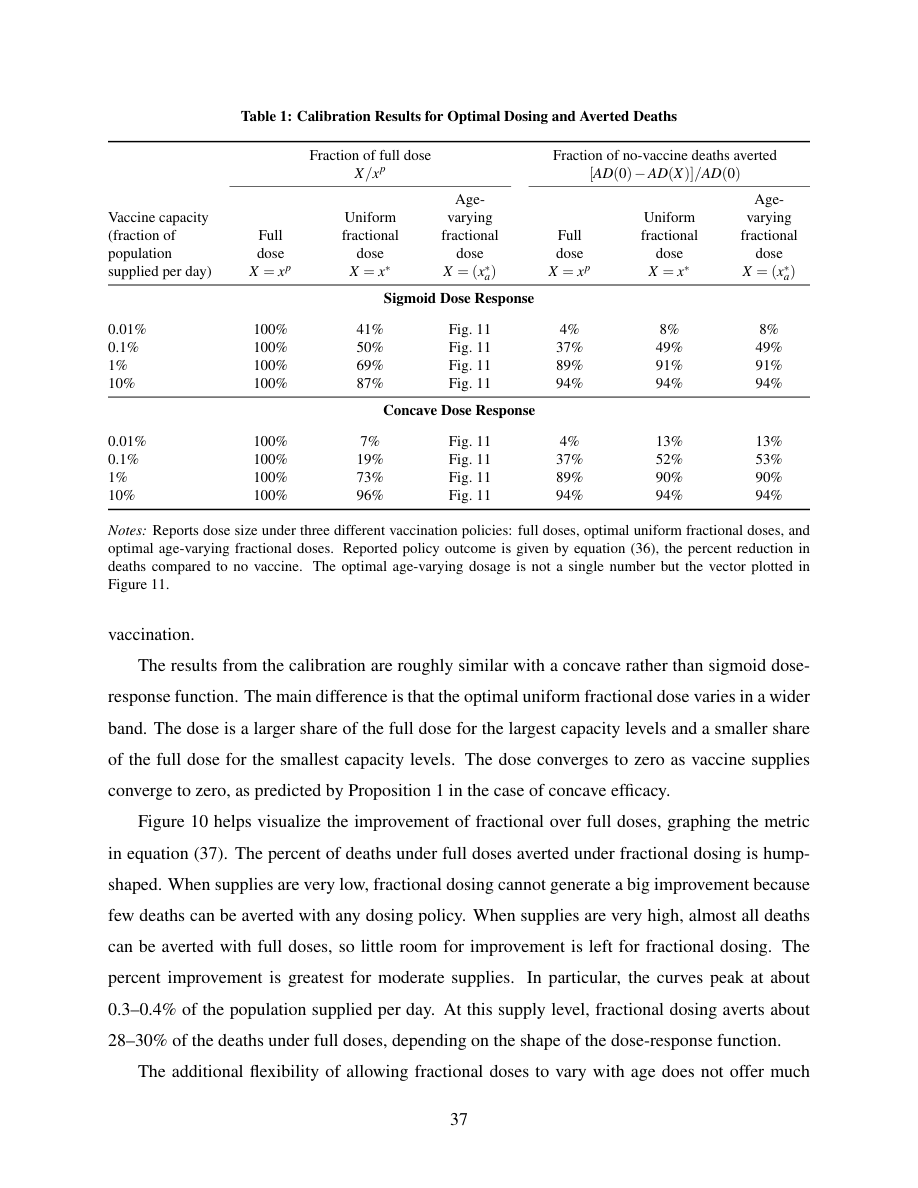 Table 1: Calibration Results for Optimal Dosing and Averted Deaths
Fraction of full dose Fraction of no-vaccine deaths averted
X/x^p [AD(0) − AD(X)]/AD(0)
Age- Age-
Vaccine capacity Uniform varying Uniform varying
(fraction of Full fractional fractional Full fractional fractional
population dose dose dose dose dose dose
supplied per day) X = x^p X = x* X = (x*_a) X = x^p X = x* X = (x*_a)
Sigmoid Dose Response
0.01% 100% 41% Fig. 11 4% 8% 8%
0.1% 100% 50% Fig. 11 37% 49% 49%
1% 100% 69% Fig. 11 89% 91% 91%
10% 100% 87% Fig. 11 94% 94% 94%
Concave Dose Response
0.01% 100% 7% Fig. 11 4% 13% 13%
0.1% 100% 19% Fig. 11 37% 52% 53%
1% 100% 73% Fig. 11 89% 90% 90%
10% 100% 96% Fig. 11 94% 94% 94%
Notes: Reports dose size under three different vaccination policies: full doses, optimal uniform fractional doses, and
optimal age-varying fractional doses. Reported policy outcome is given by equation (36), the percent reduction in
deaths compared to no vaccine. The optimal age-varying dosage is not a single number but the vector plotted in
Figure 11.
vaccination.
The results from the calibration are roughly similar with a concave rather than sigmoid dose-
response function. The main difference is that the optimal uniform fractional dose varies in a wider
band. The dose is a larger share of the full dose for the largest capacity levels and a smaller share
of the full dose for the smallest capacity levels. The dose converges to zero as vaccine supplies
converge to zero, as predicted by Proposition 1 in the case of concave efficacy.
Figure 10 helps visualize the improvement of fractional over full doses, graphing the metric
in equation (37). The percent of deaths under full doses averted under fractional dosing is hump-
shaped. When supplies are very low, fractional dosing cannot generate a big improvement because
few deaths can be averted with any dosing policy. When supplies are very high, almost all deaths
can be averted with full doses, so little room for improvement is left for fractional dosing. The
percent improvement is greatest for moderate supplies. In particular, the curves peak at about
0.3–0.4% of the population supplied per day. At this supply level, fractional dosing averts about
28–30% of the deaths under full doses, depending on the shape of the dose-response function.
The additional flexibility of allowing fractional doses to vary with age does not offer much
37